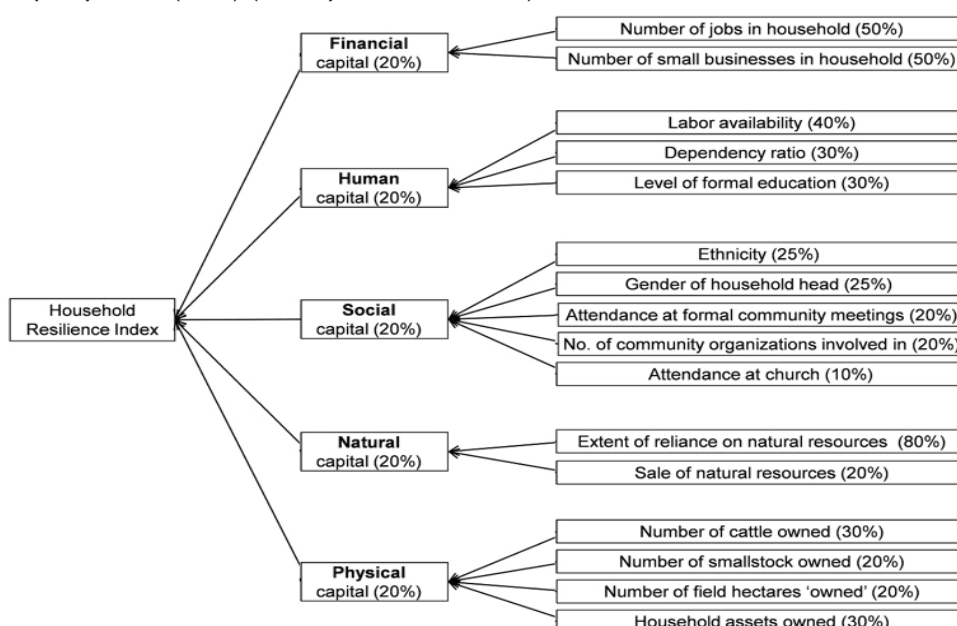 Financial
capital (20%)
Number of jobs in household (50%)
Number of small businesses in household (50%)
Human
capital (20%)
Labor availability (40%)
Dependency ratio (30%)
Level of formal education (30%)
Household
Resilience Index
Social
capital (20%)
Ethnicity (25%)
Gender of household head (25%)
Attendance at formal community meetings (20%)
No. of community organizations involved in (20%)
Attendance at church (10%)
Natural
capital (20%)
Extent of reliance on natural resources (80%)
Sale of natural resources (20%)
Physical
capital (20%)
Number of cattle owned (30%)
Number of smallstock owned (20%)
Number of field hectares ‘owned’ (20%)
Household assets owned (30%)